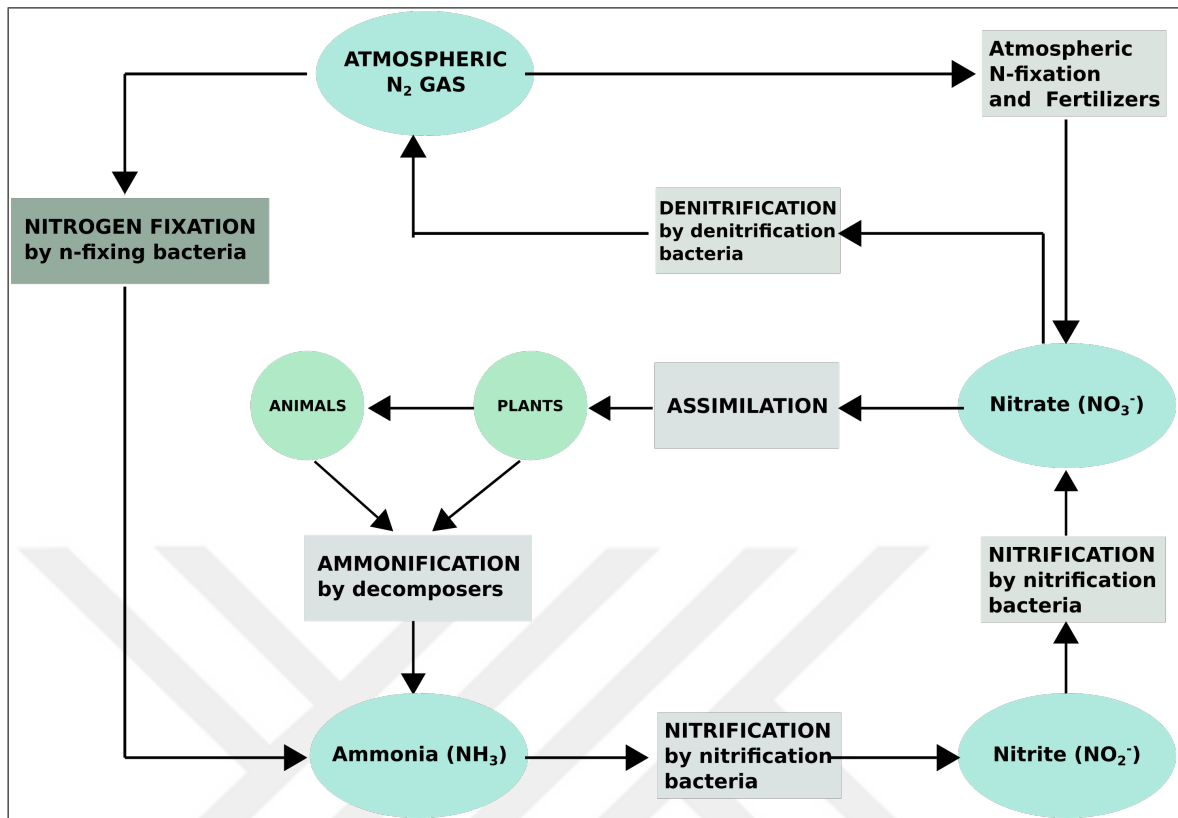 ATMOSPHERIC
N₂ GAS
Atmospheric
N-fixation
and Fertilizers
NITROGEN FIXATION
by n-fixing bacteria
DENITRIFICATION
by denitrification
bacteria
ANIMALS
PLANTS
ASSIMILATION
Nitrate (NO₃⁻)
AMMONIFICATION
by decomposers
NITRIFICATION
by nitrification
bacteria
Ammonia (NH₃)
NITRIFICATION
by nitrification
bacteria
Nitrite (NO₂⁻)